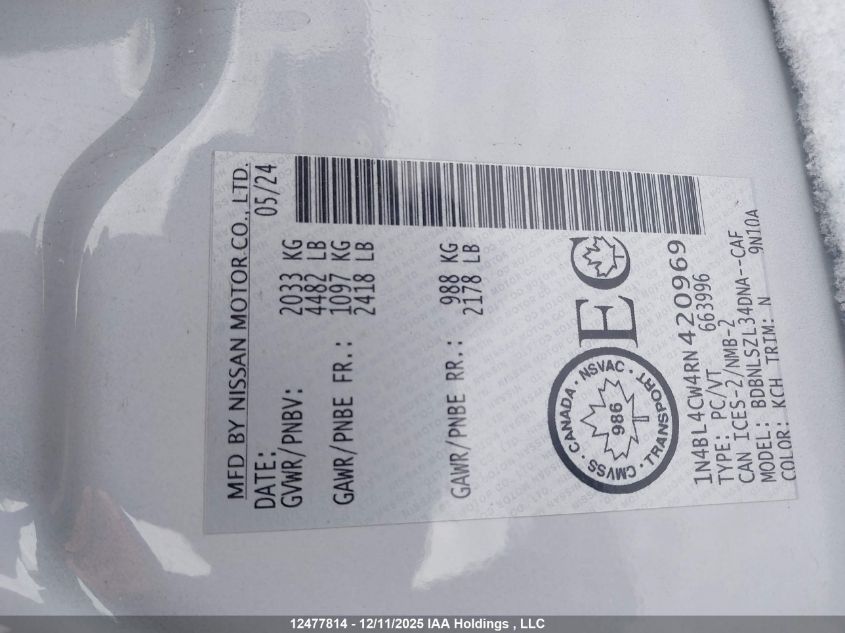 MFD BY NISSAN MOTOR CO., LTD.
DATE: 05/24
GVWR/PNBV: 2033 KG
4482 LB
GAWR/PNBE FR.: 1097 KG
2418 LB
GAWR/PNBE RR.: 988 KG
2178 LB
CANADA · NSVAC · TRANSPORT · CMVSS ·
986
EC
1N4BL4CW4RN420969
TYPE: PC/VT 663996
CAN ICES-2/NMB-2
MODEL: BDBNLSZL34DNA--CAF
COLOR: KCH TRIM: N 9N10A
12477814 - 12/11/2025 IAA Holdings , LLC